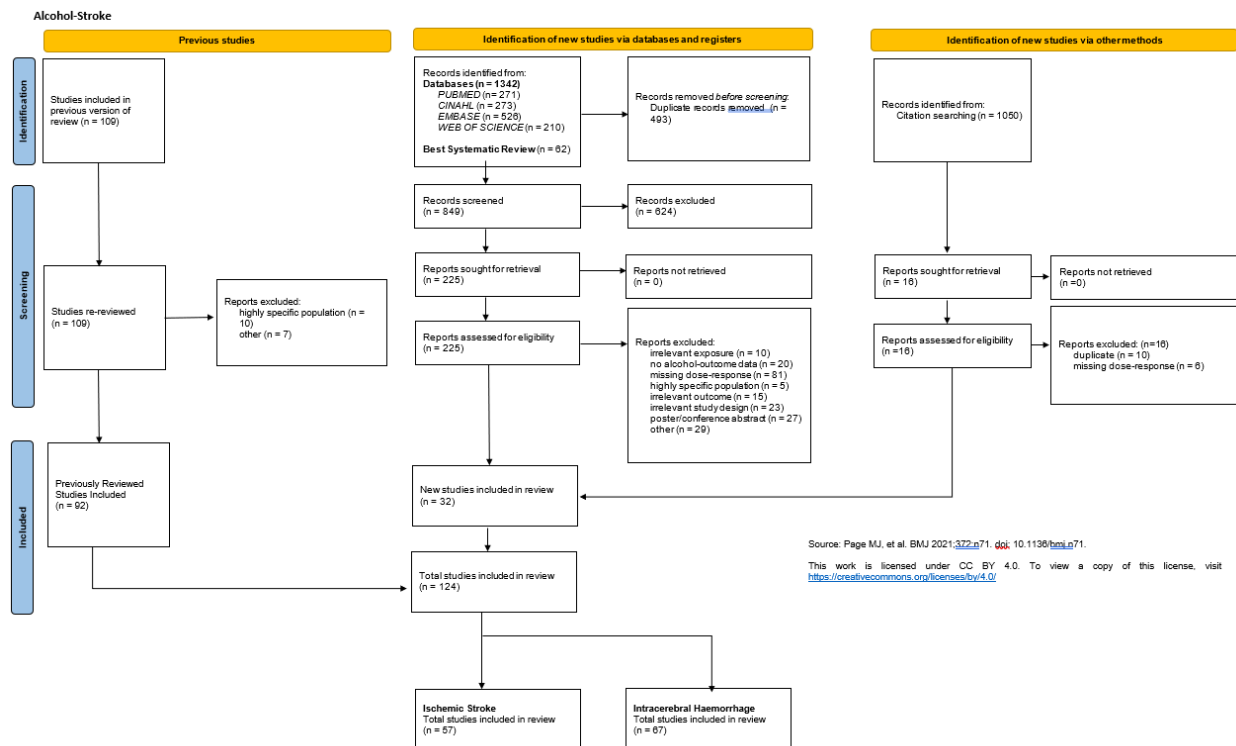 Alcohol-Stroke
Previous studies
Identification of new studies via databases and registers
Identification of new studies via other methods
Identification
Studies included in
previous version of
review (n = 109)
Records identified from:
Databases (n = 1342)
PUBMED (n = 271)
CINAHL (n = 273)
EMBASE (n = 526)
WEB OF SCIENCE (n = 210)
Best Systematic Review (n = 62)
Records removed before screening:
Duplicate records removed (n =
493)
Records identified from:
Citation searching (n = 1050)
Screening
Records screened
(n = 849)
Records excluded
(n = 624)
Reports sought for retrieval
(n = 225)
Reports not retrieved
(n = 0)
Reports sought for retrieval
(n = 16)
Reports not retrieved
(n =0)
Studies re-reviewed
(n = 109)
Reports excluded:
highly specific population (n =
10)
other (n = 7)
Reports assessed for eligibility
(n = 225)
Reports excluded:
irrelevant exposure (n = 10)
no alcohol-outcome data (n = 20)
missing dose-response (n = 81)
highly specific population (n = 5)
irrelevant outcome (n = 15)
irrelevant study design (n = 23)
poster/conference abstract (n = 27)
other (n = 29)
Reports assessed for eligibility
(n =16)
Reports excluded: (n=16)
duplicate (n = 10)
missing dose-response (n = 6)
Included
Previously Reviewed
Studies Included
(n = 92)
New studies included in review
(n = 32)
Total studies included in review
(n = 124)
Source: Page MJ, et al. BMJ 2021;372:n71. doi: 10.1136/bmj.n71.
This work is licensed under CC BY 4.0. To view a copy of this license, visit
https://creativecommons.org/licenses/by/4.0/
Ischemic Stroke
Total studies included in review
(n = 57)
Intracerebral Haemorrhage
Total studies included in review
(n = 67)